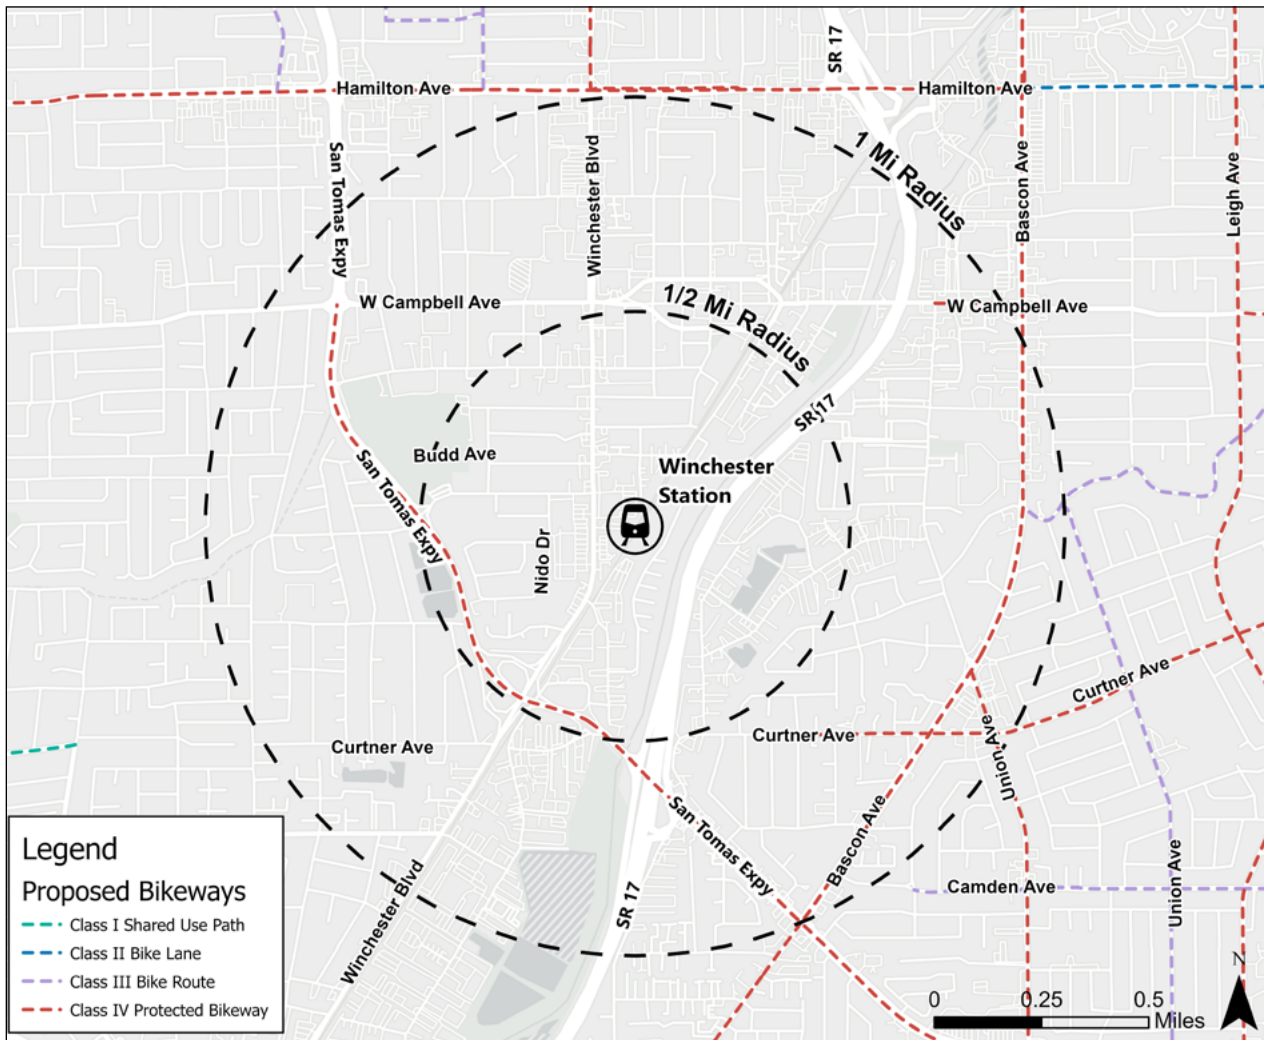 SR 17
Hamilton Ave
Hamilton Ave
San Tomas Expy
Winchester Blvd
1 Mi Radius
Bascon Ave
Leigh Ave
W Campbell Ave
1/2 Mi Radius
W Campbell Ave
SR 17
Budd Ave
San Tomas Expy
Winchester
Station
Nido Dr
Curtner Ave
Curtner Ave
Curtner Ave
Union Ave
San Tomas Expy
Bascon Ave
Winchester Blvd
SR 17
Camden Ave
Union Ave
Legend
Proposed Bikeways
Class I Shared Use Path
Class II Bike Lane
Class III Bike Route
Class IV Protected Bikeway
N
0 0.25 0.5
Miles